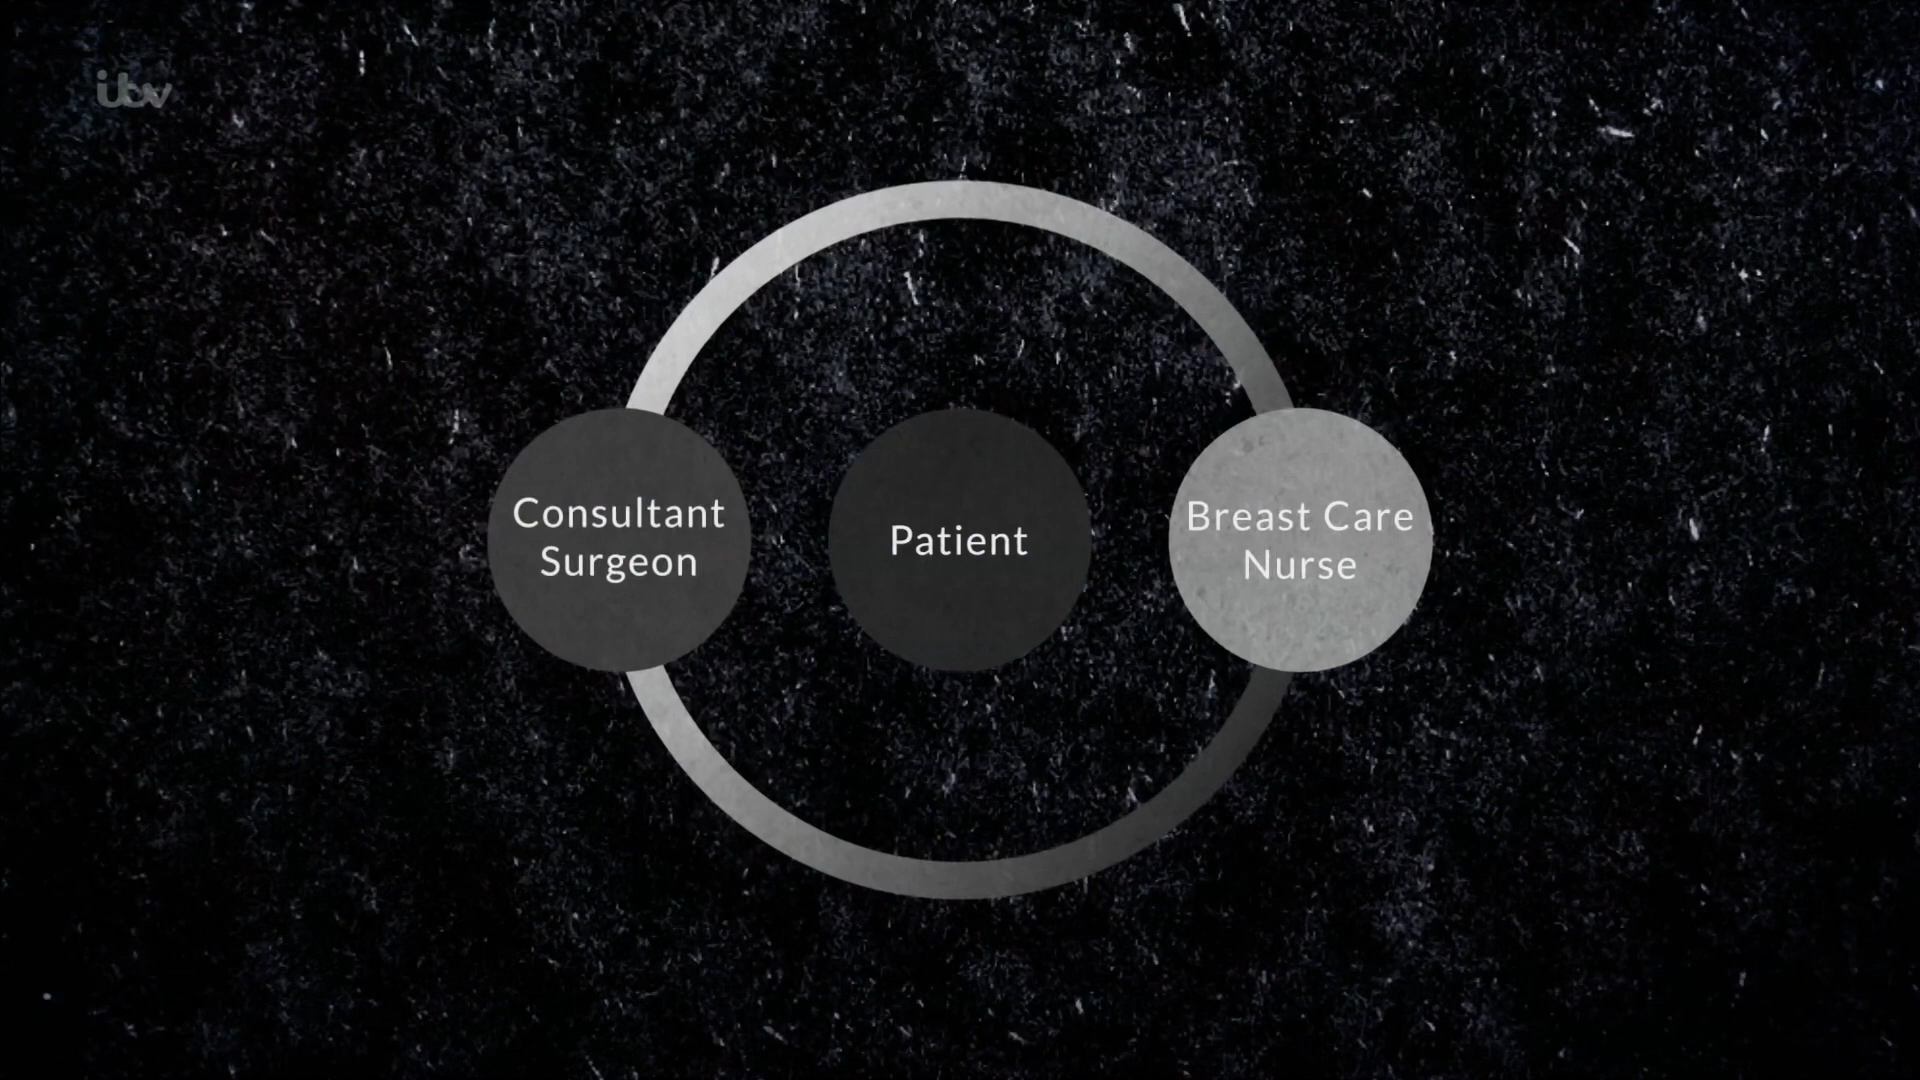 itv
Consultant
Surgeon
Patient
Breast Care
Nurse